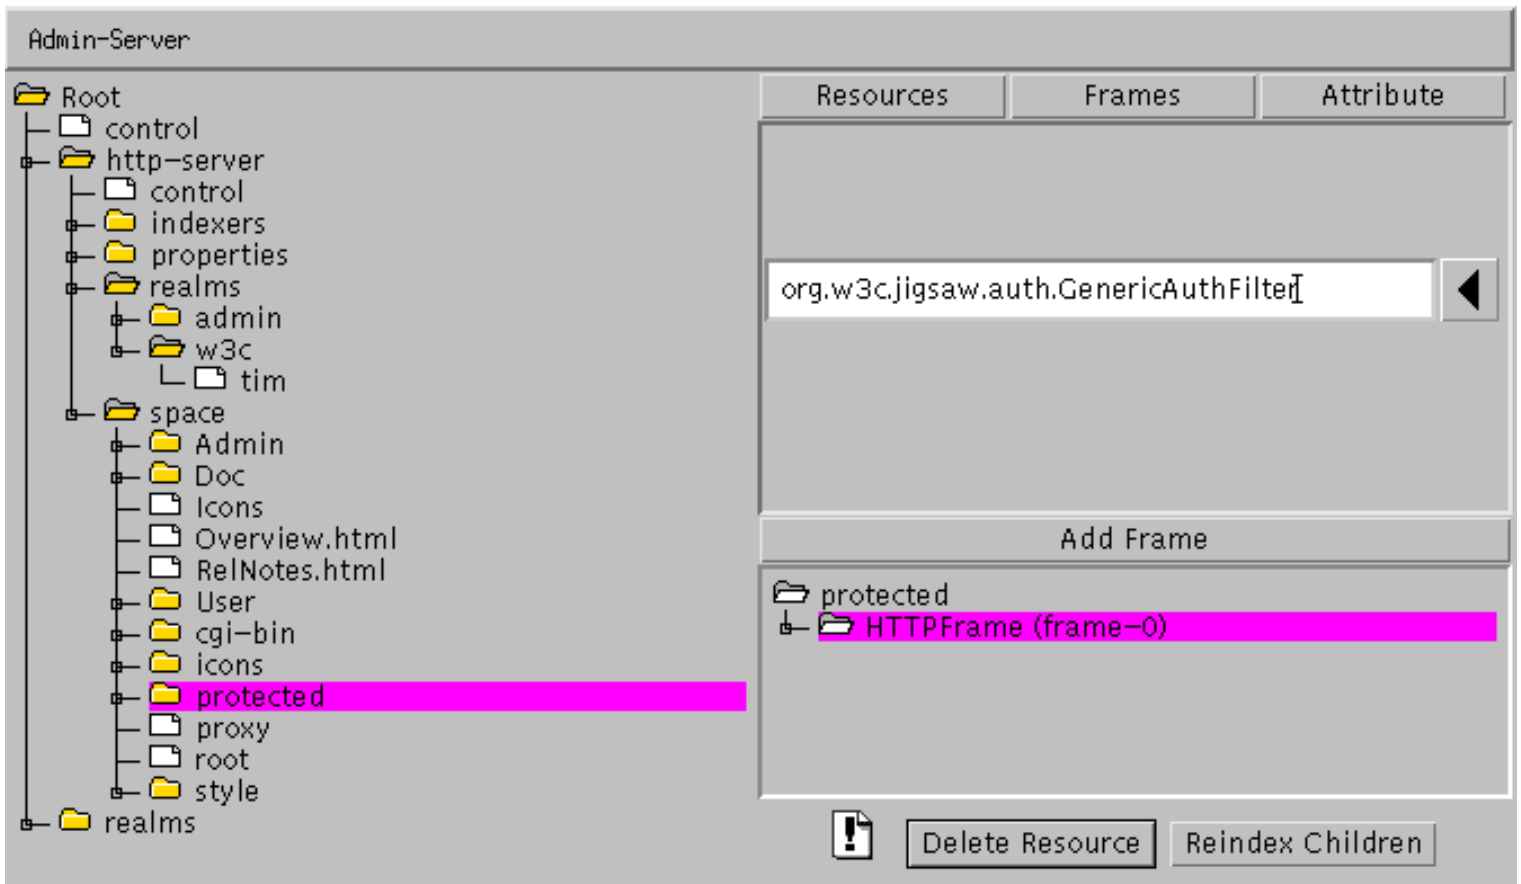 Admin-Server
Root
control
http-server
control
indexers
properties
realms
admin
w3c
tim
space
Admin
Doc
Icons
Overview.html
RelNotes.html
User
cgi-bin
icons
protected
proxy
root
style
realms
Resources Frames Attribute
org.w3c.jigsaw.auth.GenericAuthFilter
Add Frame
protected
HTTPFrame (frame-0)
Delete Resource Reindex Children